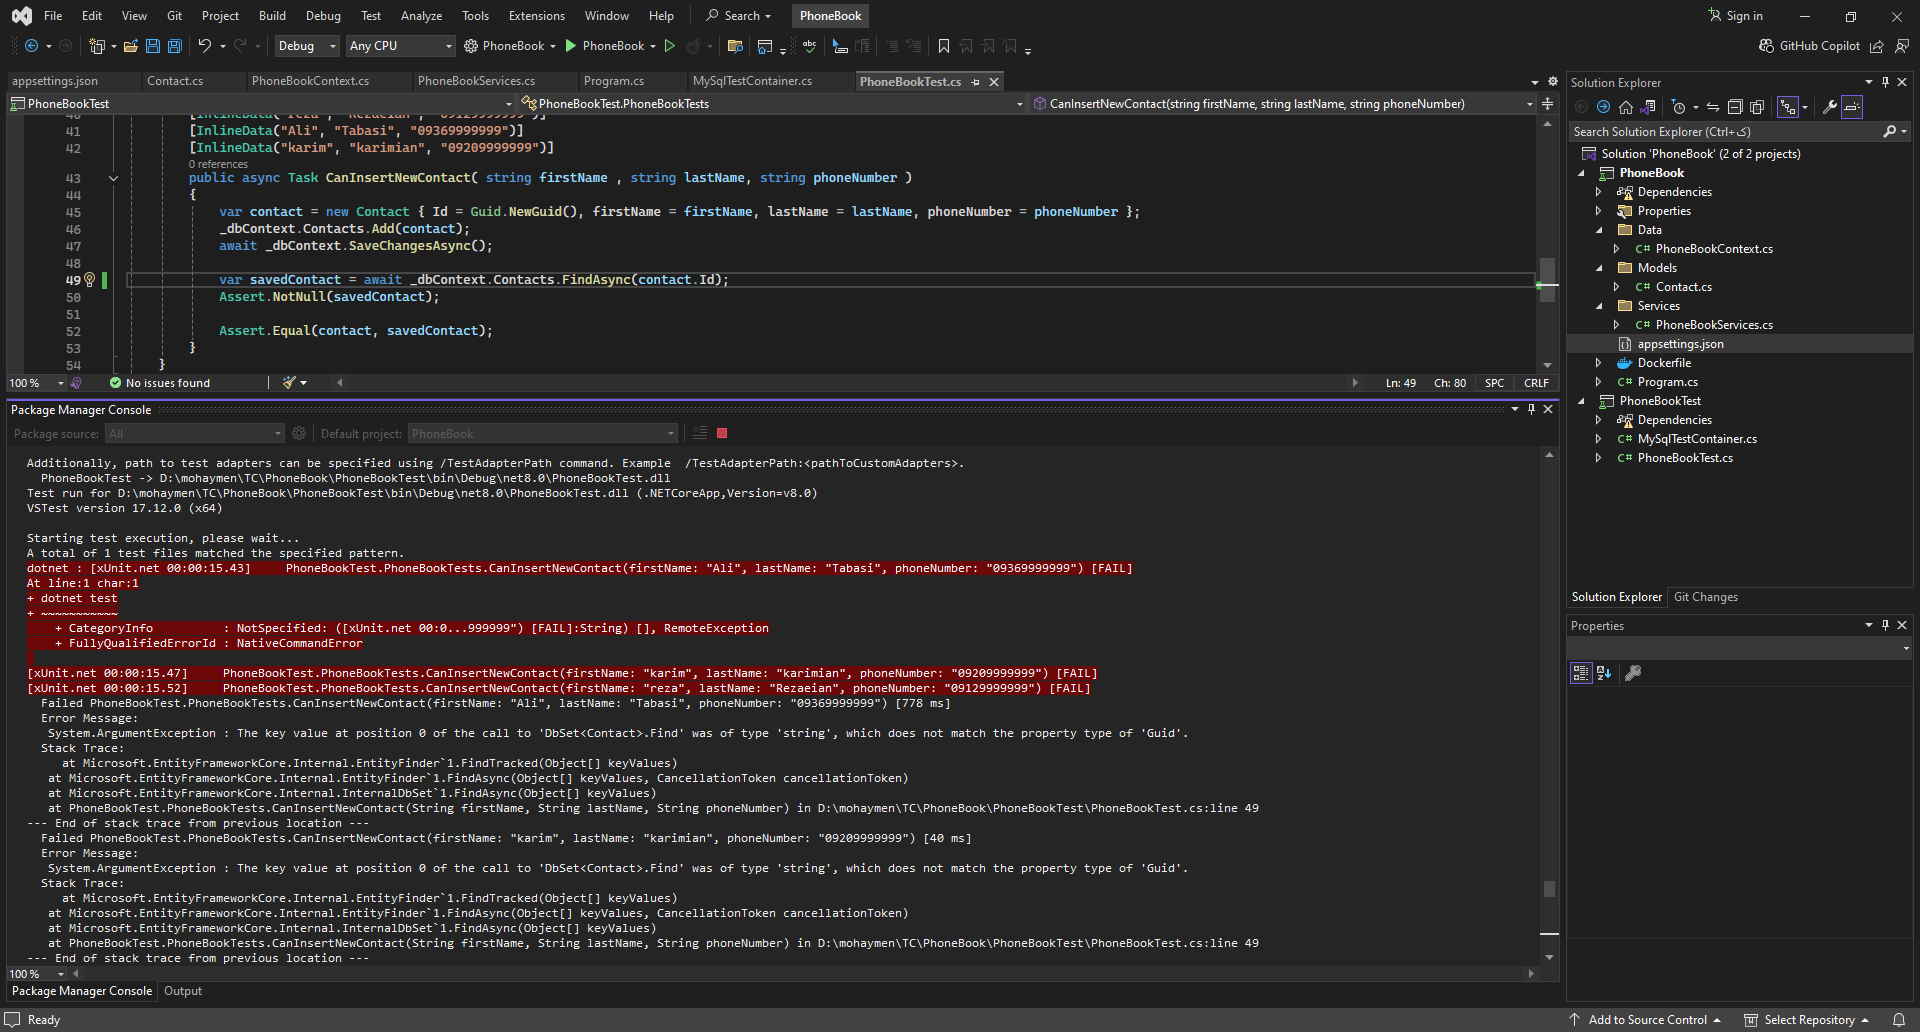 File Edit View Git Project Build Debug Test Analyze Tools Extensions Window Help Search PhoneBook Sign in
Debug Any CPU PhoneBook PhoneBook GitHub Copilot
appsettings.json Contact.cs PhoneBookContext.cs PhoneBookServices.cs Program.cs MySqlTestContainer.cs PhoneBookTest.cs
PhoneBookTest PhoneBookTest.PhoneBookTests CanInsertNewContact(string firstName, string lastName, string phoneNumber)
40 [InlineData("reza", "Rezaeian", "09129999999")]
41 [InlineData("Ali", "Tabasi", "09369999999")]
42 [InlineData("karim", "karimian", "09209999999")]
0 references
43 public async Task CanInsertNewContact( string firstName , string lastName, string phoneNumber )
44 {
45 var contact = new Contact { Id = Guid.NewGuid(), firstName = firstName, lastName = lastName, phoneNumber = phoneNumber };
46 _dbContext.Contacts.Add(contact);
47 await _dbContext.SaveChangesAsync();
48
49 var savedContact = await _dbContext.Contacts.FindAsync(contact.Id);
50 Assert.NotNull(savedContact);
51
52 Assert.Equal(contact, savedContact);
53 }
54 }
100 % No issues found Ln: 49 Ch: 80 SPC CRLF
Package Manager Console
Package source: All Default project: PhoneBook
Additionally, path to test adapters can be specified using /TestAdapterPath command. Example  /TestAdapterPath:<pathToCustomAdapters>.
PhoneBookTest -> D:\mohaymen\TC\PhoneBook\PhoneBookTest\bin\Debug\net8.0\PhoneBookTest.dll
Test run for D:\mohaymen\TC\PhoneBook\PhoneBookTest\bin\Debug\net8.0\PhoneBookTest.dll (.NETCoreApp,Version=v8.0)
VSTest version 17.12.0 (x64)
Starting test execution, please wait...
A total of 1 test files matched the specified pattern.
dotnet : [xUnit.net 00:00:15.43]     PhoneBookTest.PhoneBookTests.CanInsertNewContact(firstName: "Ali", lastName: "Tabasi", phoneNumber: "09369999999") [FAIL]
At line:1 char:1
+ dotnet test
+ ~~~~~~~~~~~
+ CategoryInfo          : NotSpecified: ([xUnit.net 00:0...999999") [FAIL]:String) [], RemoteException
+ FullyQualifiedErrorId : NativeCommandError
[xUnit.net 00:00:15.47]     PhoneBookTest.PhoneBookTests.CanInsertNewContact(firstName: "karim", lastName: "karimian", phoneNumber: "09209999999") [FAIL]
[xUnit.net 00:00:15.52]     PhoneBookTest.PhoneBookTests.CanInsertNewContact(firstName: "reza", lastName: "Rezaeian", phoneNumber: "09129999999") [FAIL]
Failed PhoneBookTest.PhoneBookTests.CanInsertNewContact(firstName: "Ali", lastName: "Tabasi", phoneNumber: "09369999999") [778 ms]
Error Message:
System.ArgumentException : The key value at position 0 of the call to 'DbSet<Contact>.Find' was of type 'string', which does not match the property type of 'Guid'.
Stack Trace:
at Microsoft.EntityFrameworkCore.Internal.EntityFinder`1.FindTracked(Object[] keyValues)
at Microsoft.EntityFrameworkCore.Internal.EntityFinder`1.FindAsync(Object[] keyValues, CancellationToken cancellationToken)
at Microsoft.EntityFrameworkCore.Internal.InternalDbSet`1.FindAsync(Object[] keyValues)
at PhoneBookTest.PhoneBookTests.CanInsertNewContact(String firstName, String lastName, String phoneNumber) in D:\mohaymen\TC\PhoneBook\PhoneBookTest\PhoneBookTest.cs:line 49
--- End of stack trace from previous location ---
Failed PhoneBookTest.PhoneBookTests.CanInsertNewContact(firstName: "karim", lastName: "karimian", phoneNumber: "09209999999") [40 ms]
Error Message:
System.ArgumentException : The key value at position 0 of the call to 'DbSet<Contact>.Find' was of type 'string', which does not match the property type of 'Guid'.
Stack Trace:
at Microsoft.EntityFrameworkCore.Internal.EntityFinder`1.FindTracked(Object[] keyValues)
at Microsoft.EntityFrameworkCore.Internal.EntityFinder`1.FindAsync(Object[] keyValues, CancellationToken cancellationToken)
at Microsoft.EntityFrameworkCore.Internal.InternalDbSet`1.FindAsync(Object[] keyValues)
at PhoneBookTest.PhoneBookTests.CanInsertNewContact(String firstName, String lastName, String phoneNumber) in D:\mohaymen\TC\PhoneBook\PhoneBookTest\PhoneBookTest.cs:line 49
--- End of stack trace from previous location ---
100 %
Package Manager Console Output
Solution Explorer
Search Solution Explorer (Ctrl+ک)
Solution 'PhoneBook' (2 of 2 projects)
PhoneBook
Dependencies
Properties
Data
C# PhoneBookContext.cs
Models
C# Contact.cs
Services
C# PhoneBookServices.cs
appsettings.json
Dockerfile
C# Program.cs
PhoneBookTest
Dependencies
C# MySqlTestContainer.cs
C# PhoneBookTest.cs
Solution Explorer Git Changes
Properties
Ready Add to Source Control Select Repository